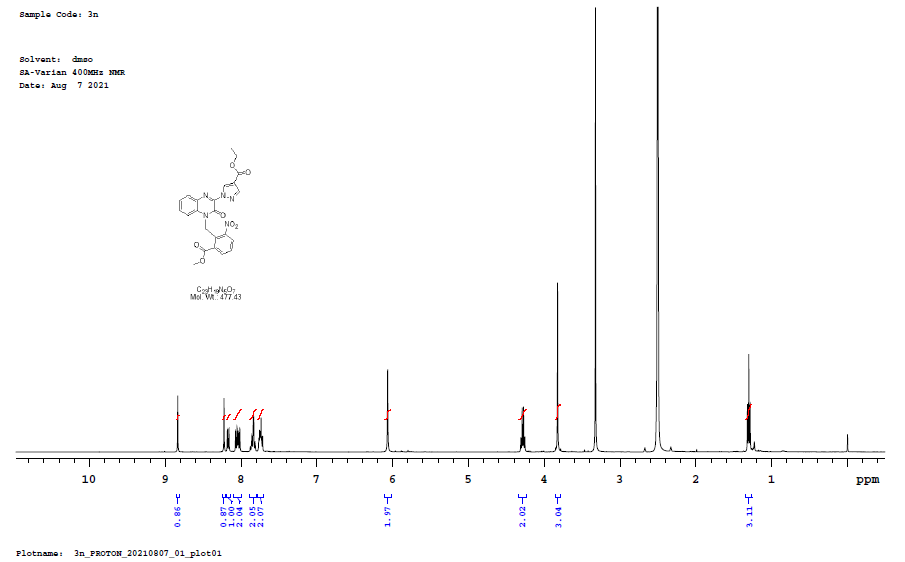 Sample Code: 3n
Solvent: dmso
SA-Varian 400MHz NMR
Date: Aug 7 2021
O
O
N
N
N
N
O
NO2
O
O
C23H19N5O7
Mol. Wt.: 477.43
10 9 8 7 6 5 4 3 2 1 ppm
0.86 0.87 1.00 2.04 2.05 2.07 1.97 2.02 3.04 3.11
Plotname: 3n_PROTON_20210807_01_plot01